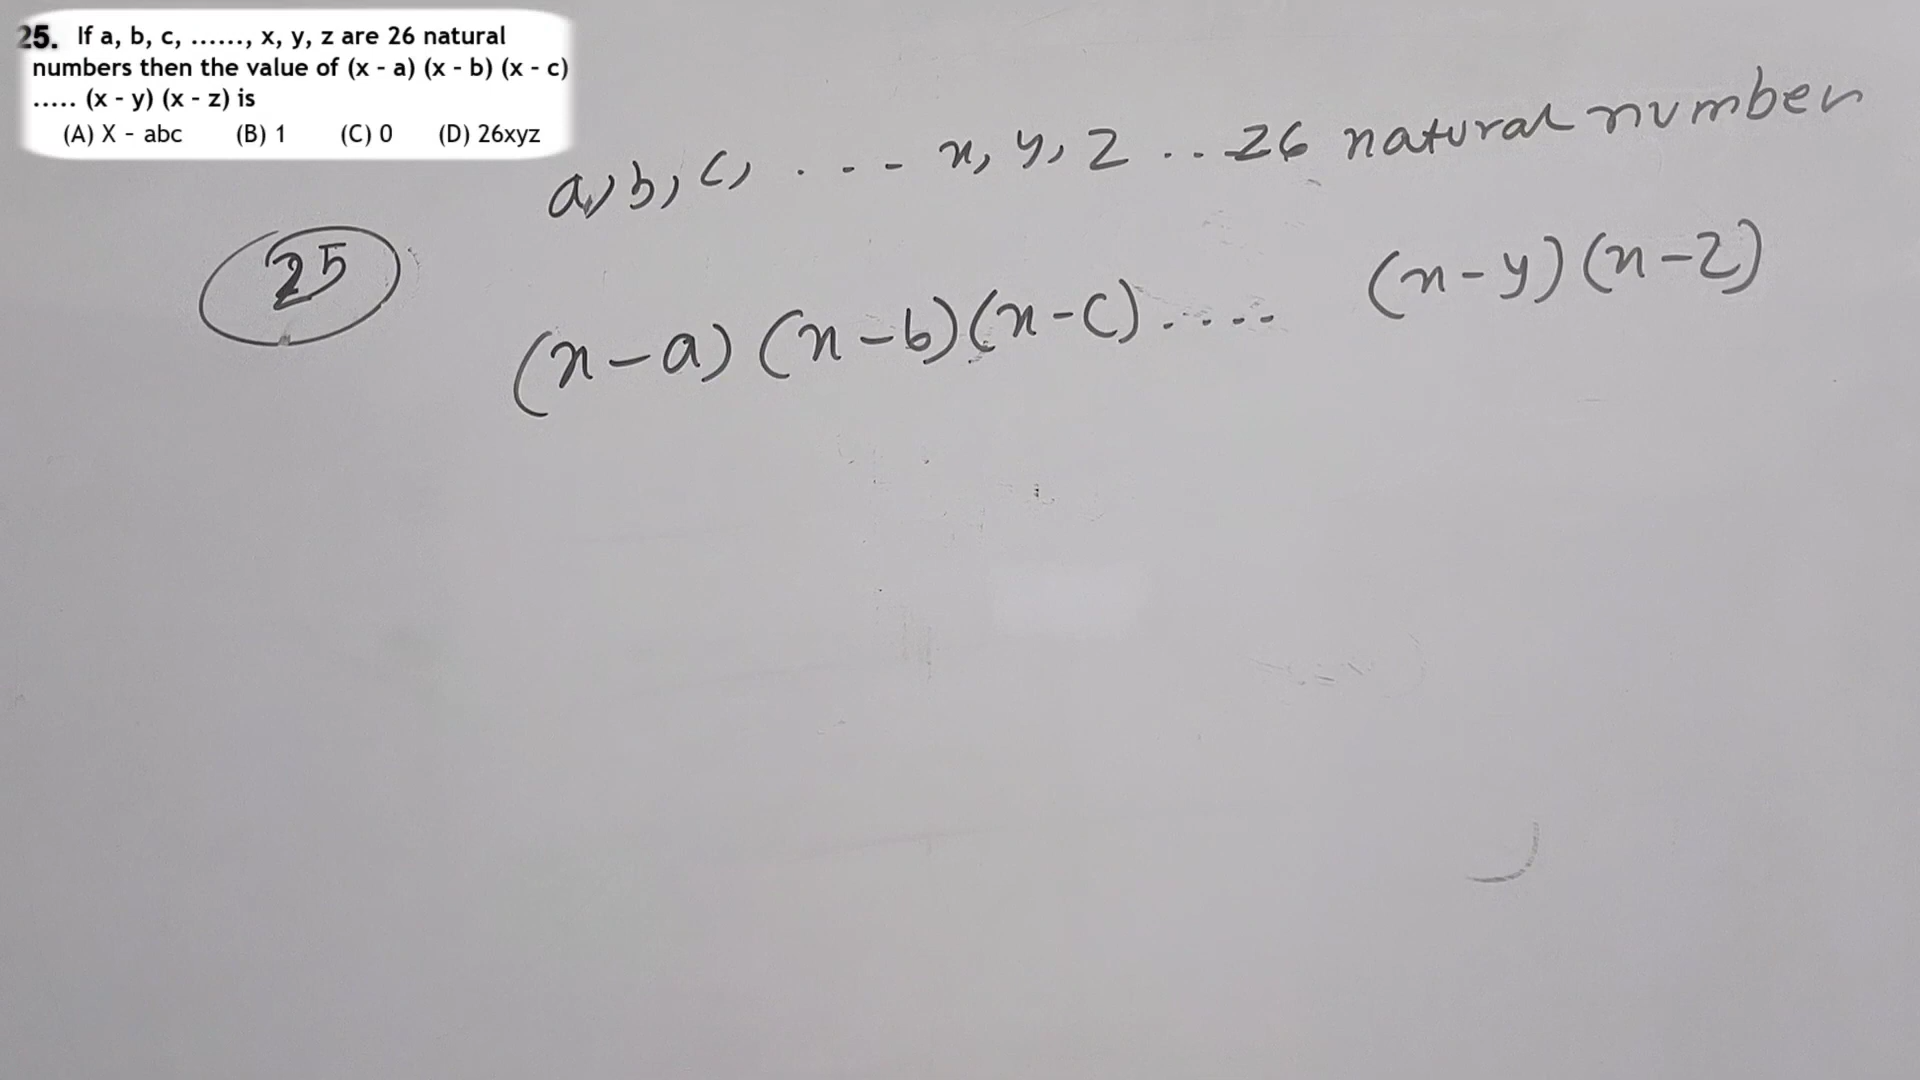 25. If a, b, c, ......, x, y, z are 26 natural
numbers then the value of (x - a) (x - b) (x - c)
..... (x - y) (x - z) is
(A) X - abc (B) 1 (C) 0 (D) 26xyz
a, b, c, . . . - x, y, z .. 26 natural number
25
(x-a) (x-b) (x-c) ..... (x-y) (x-z)